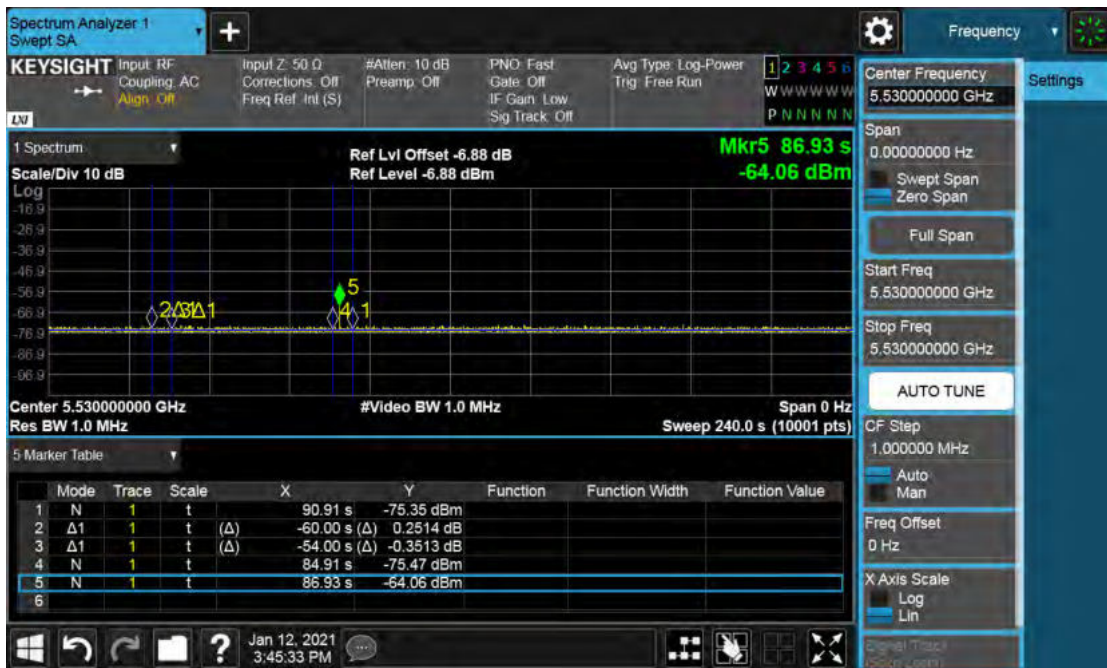 Spectrum Analyzer 1
Swept SA
+
Frequency
KEYSIGHT
Input: RF
Coupling: AC
Align: Off
Input Z: 50 Ω
Corrections: Off
Freq Ref: Int (S)
#Atten: 10 dB
Preamp: Off
PNO: Fast
Gate: Off
IF Gain: Low
Sig Track: Off
Avg Type: Log-Power
Trig: Free Run
1 2 3 4 5 6
W W W W W W
P N N N N N
LXI
1 Spectrum
Scale/Div 10 dB
Ref Lvl Offset -6.88 dB
Ref Level -6.88 dBm
Mkr5 86.93 s
-64.06 dBm
Log
-16.9
-26.9
-36.9
-46.9
-56.9
-66.9
-76.9
-86.9
-96.9
5
4 1
Center 5.530000000 GHz
#Video BW 1.0 MHz
Span 0 Hz
Res BW 1.0 MHz
Sweep 240.0 s (10001 pts)
5 Marker Table
Mode Trace Scale X Y Function Function Width Function Value
1 N 1 t 90.91 s -75.35 dBm
2 Δ1 1 t (Δ) -60.00 s (Δ) 0.2514 dB
3 Δ1 1 t (Δ) -54.00 s (Δ) -0.3513 dB
4 N 1 t 84.91 s -75.47 dBm
5 N 1 t 86.93 s -64.06 dBm
6
?
Jan 12, 2021
3:45:33 PM
Center Frequency
5.530000000 GHz
Settings
Span
0.00000000 Hz
Swept Span
Zero Span
Full Span
Start Freq
5.530000000 GHz
Stop Freq
5.530000000 GHz
AUTO TUNE
CF Step
1.000000 MHz
Auto
Man
Freq Offset
0 Hz
X Axis Scale
Log
Lin
Signal Track